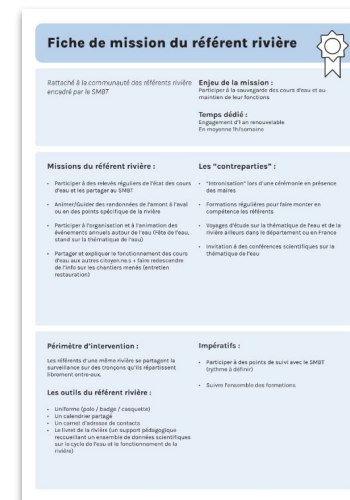 Fiche de mission du référent rivière
Rattaché à la communauté des référents rivière
encadré par le SMBT
Enjeu de la mission :
Participer à la sauvegarde des cours d'eau et au
maintien de leur fonctions
Temps dédié :
Engagement d'1 an renouvelable
En moyenne 1h/semaine
Missions du référent rivière :
• Participer à des relevés réguliers de l'état des cours
d'eau et les partager au SMBT
• Animer/Guider des randonnées de l'amont à l'aval
ou en des points spécifique de la rivière
• Participer à l'organisation et à l'animation des
événements annuels autour de l'eau (Fête de l'eau,
stand sur la thématique de l'eau)
• Partager et expliquer le fonctionnement des cours
d'eau aux autres citoyen.ne.s + faire redescendre
de l'info sur les chantiers menés (entretien
restauration)
Les "contreparties" :
• "Intronisation" lors d'une cérémonie en présence
des maires
• Formations régulières pour faire monter en
compétence les référents
• Voyages d'étude sur la thématique de l'eau et de la
rivière ailleurs dans le département ou en France
• Invitation à des conférences scientifiques sur la
thématique de l'eau
Périmètre d'intervention :
Les référents d'une même rivière se partagent la
surveillance sur des tronçons qu'ils répartissent
librement entre-eux.
Les outils du référent rivière :
• Uniforme (polo / badge / casquette)
• Un calendrier partagé
• Un carnet d'adresse de contacts
• Le livret de la rivière (un support pédagogique
recueillant un ensemble de données scientifiques
sur le cycle de l'eau et le fonctionnement de la
rivière)
Impératifs :
• Participer à des points de suivi avec le SMBT
(rythme à définir)
• Suivre l'ensemble des formations